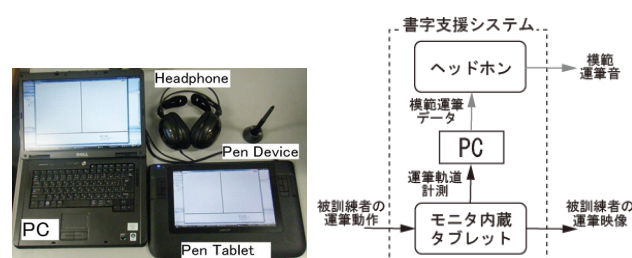 Headphone
Pen Device
PC
Pen Tablet
書字支援システム
ヘッドホン
模範
運筆音
模範運筆
データ
PC
運筆軌道
計測
被訓練者の
運筆動作
モニタ内蔵
タブレット
被訓練者の
運筆映像